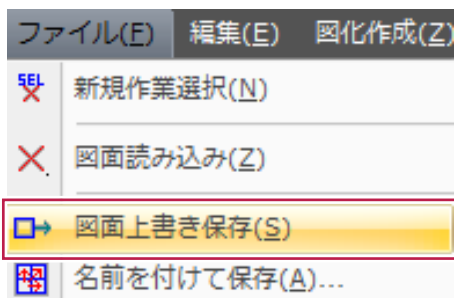 ファイル(F) 編集(E) 図化作成(Z)
SEL 新規作業選択(N)
図面読み込み(Z)
図面上書き保存(S)
名前を付けて保存(A)...